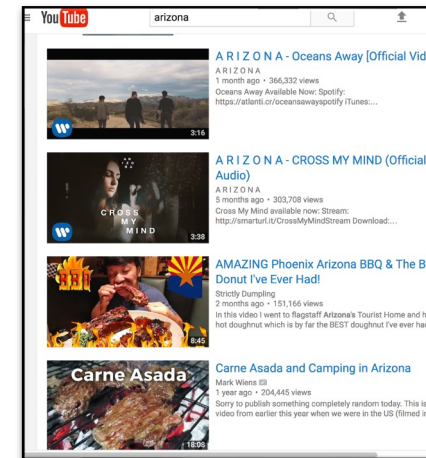 YouTube
arizona
A R I Z O N A - Oceans Away [Official Vid
A R I Z O N A
1 month ago • 366,332 views
Oceans Away Available Now: Spotify:
https://atlanti.cr/oceansawayspotify iTunes:...
3:16
A R I Z O N A - CROSS MY MIND (Official
Audio)
A R I Z O N A
5 months ago • 303,708 views
Cross My Mind available now: Stream:
http://smarturl.it/CrossMyMindStream Download:...
CROSS
MY
MIND
3:38
AMAZING Phoenix Arizona BBQ & The B
Donut I've Ever Had!
Strictly Dumpling
2 months ago • 151,166 views
In this video I went to flagstaff Arizona's Tourist Home and h
hot doughnut which is by far the BEST doughnut I've ever had
BBQ
8:45
Carne Asada and Camping in Arizona
Mark Wiens
1 year ago • 204,445 views
Sorry to publish something completely random today. This is
video from earlier this year when we were in the US (filmed in
Carne Asada
18:08